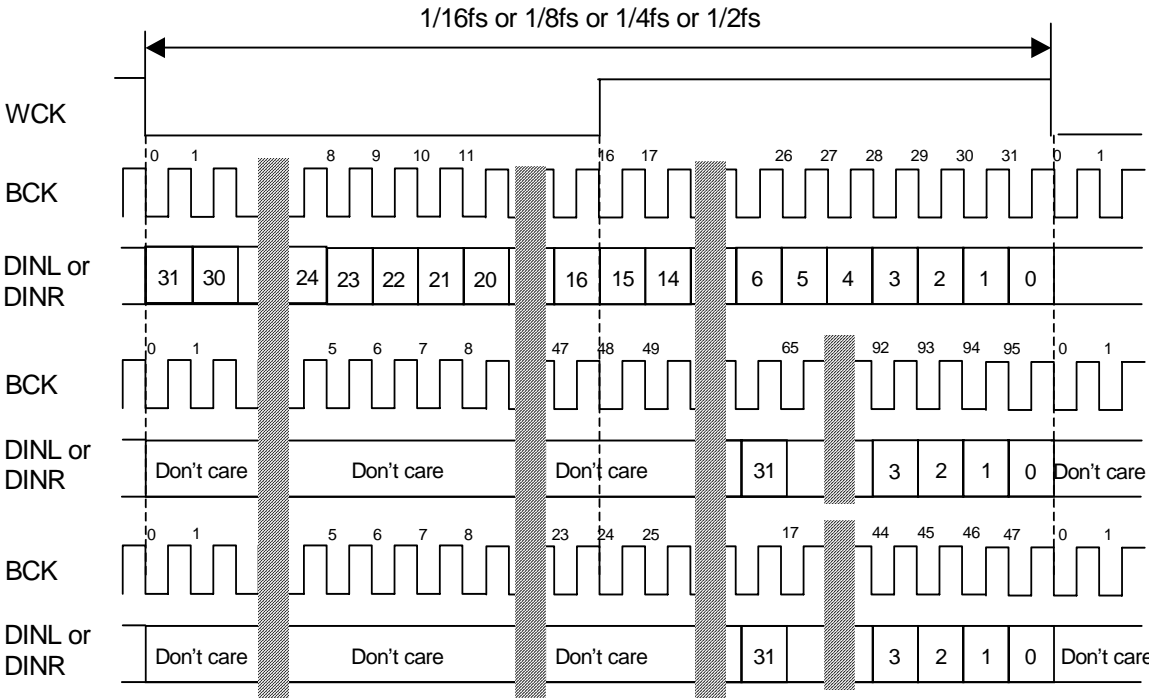 1/16fs or 1/8fs or 1/4fs or 1/2fs
WCK
0 1 8 9 10 11 16 17 26 27 28 29 30 31 0 1
BCK
DINL or
DINR
31 30 24 23 22 21 20 16 15 14 6 5 4 3 2 1 0
0 1 5 6 7 8 47 48 49 65 92 93 94 95 0 1
BCK
DINL or
DINR
Don't care Don't care Don't care 31 3 2 1 0 Don't care
0 1 5 6 7 8 23 24 25 17 44 45 46 47 0 1
BCK
DINL or
DINR
Don't care Don't care Don't care 31 3 2 1 0 Don't care